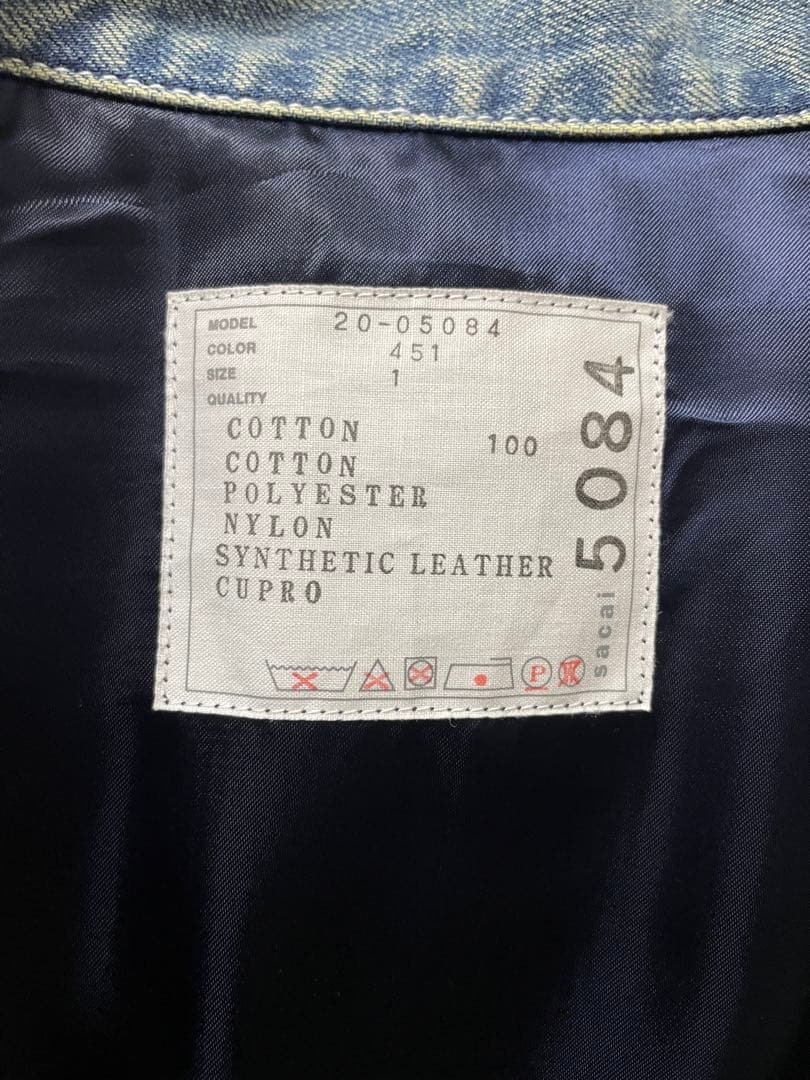 MODEL 20-05084
COLOR 451
SIZE 1
QUALITY
COTTON 100
COTTON
POLYESTER
NYLON
SYNTHETIC LEATHER
CUPRO
P
sacai 5084